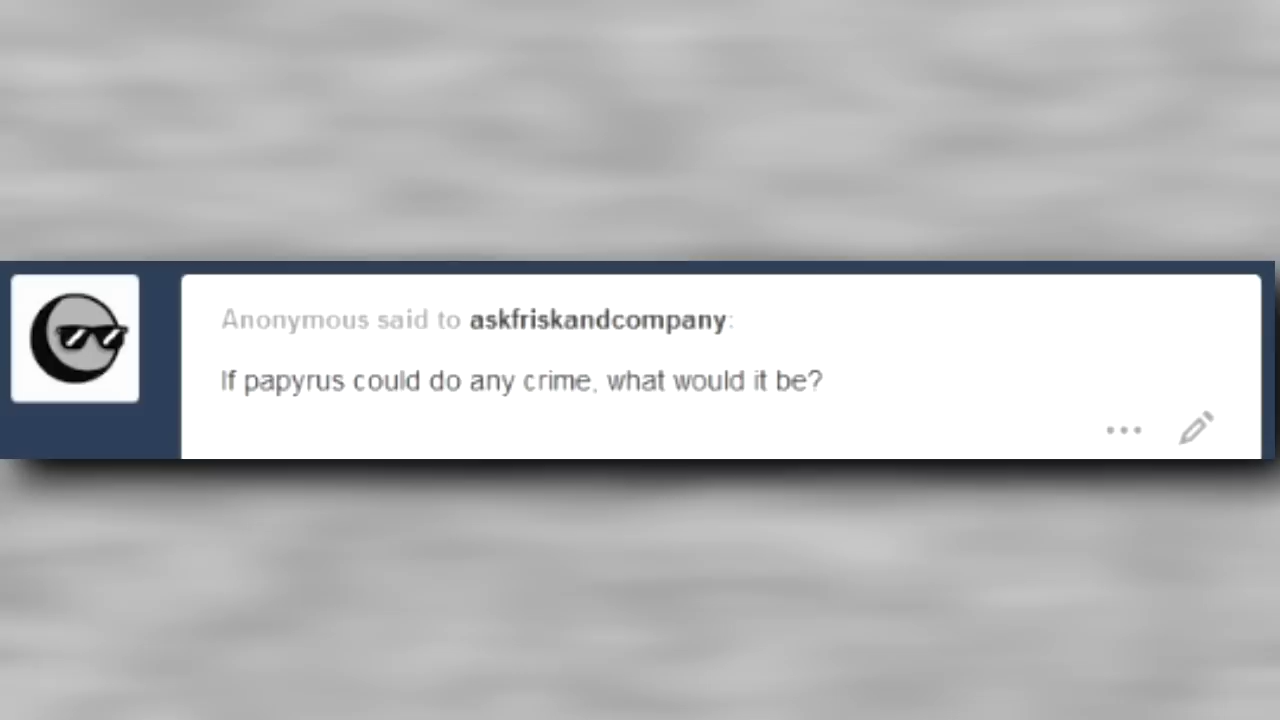 Anonymous said to askfriskandcompany:
If papyrus could do any crime, what would it be?